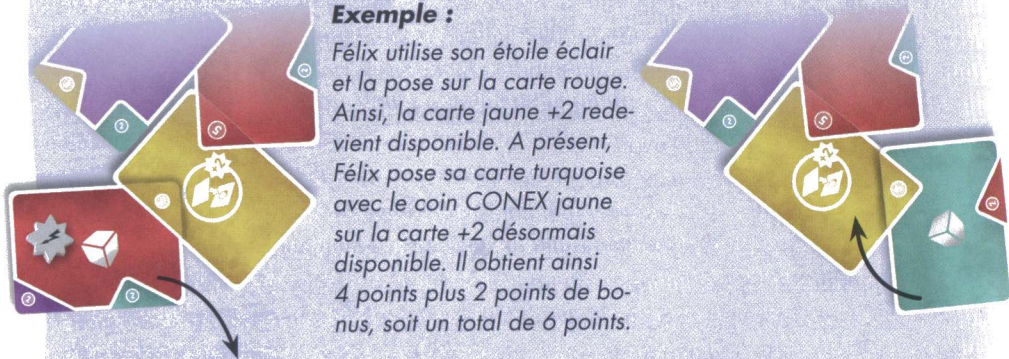 Exemple :
Félix utilise son étoile éclair
et la pose sur la carte rouge.
Ainsi, la carte jaune +2 rede-
vient disponible. A présent,
Félix pose sa carte turquoise
avec le coin CONEX jaune
sur la carte +2 désormais
disponible. Il obtient ainsi
4 points plus 2 points de bo-
nus, soit un total de 6 points.